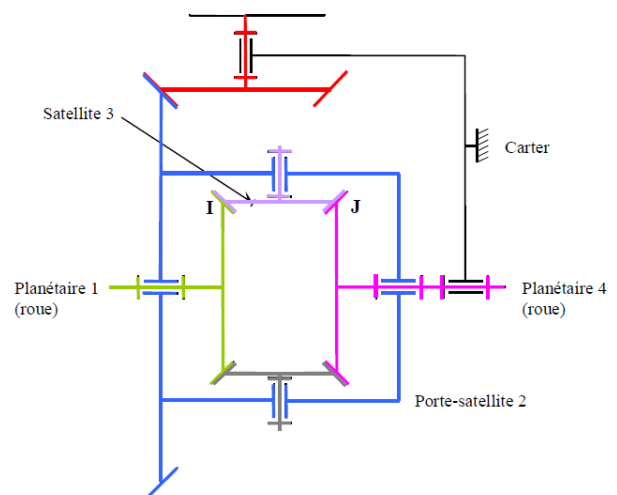 Satellite 3
Carter
I
J
Planétaire 1
(roue)
Planétaire 4
(roue)
Porte-satellite 2